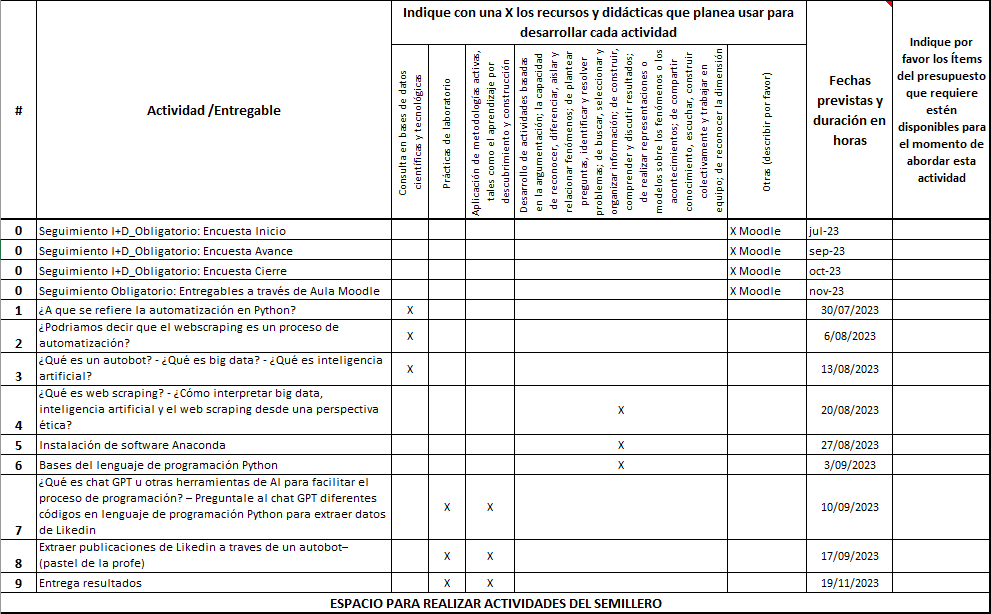 Indique con una X los recursos y didácticas que planea usar para
desarrollar cada actividad
#
Actividad /Entregable
Consulta en bases de datos
científicas y tecnológicas
Prácticas de laboratorio
Aplicación de metodologías activas,
tales como el aprendizaje por
descubrimiento y construcción
Desarrollo de actividades basadas
en la argumentación; la capacidad
de reconocer, diferenciar, aislar y
relacionar fenómenos; de plantear
preguntas, identificar y resolver
problemas; de buscar, seleccionar y
organizar información; de construir,
comprender y discutir resultados;
de realizar representaciones o
modelos sobre los fenómenos o los
acontecimientos; de compartir
conocimiento, escuchar, construir
colectivamente y trabajar en
equipo; de reconocer la dimensión
Otras (describir por favor)
Fechas
previstas y
duración en
horas
Indique por
favor los Ítems
del presupuesto
que requiere
estén
disponibles para
el momento de
abordar esta
actividad
0 Seguimiento I+D_Obligatorio: Encuesta Inicio X Moodle jul-23
0 Seguimiento I+D_Obligatorio: Encuesta Avance X Moodle sep-23
0 Seguimiento I+D_Obligatorio: Encuesta Cierre X Moodle oct-23
0 Seguimiento Obligatorio: Entregables a través de Aula Moodle X Moodle nov-23
1 ¿A que se refiere la automatización en Python? X 30/07/2023
¿Podriamos decir que el webscraping es un proceso de
2 automatización? X 6/08/2023
¿Qué es un autobot? - ¿Qué es big data? - ¿Qué es inteligencia
3 artificial? X 13/08/2023
¿Qué es web scraping? - ¿Cómo interpretar big data,
inteligencia artificial y el web scraping desde una perspectiva
4 ética? X 20/08/2023
5 Instalación de software Anaconda X 27/08/2023
6 Bases del lenguaje de programación Python X 3/09/2023
¿Qué es chat GPT u otras herramientas de AI para facilitar el
proceso de programación? – Preguntale al chat GPT diferentes
códigos en lenguaje de programación Python para extraer datos
7 de Likedin X X 10/09/2023
Extraer publicaciones de Likedin a traves de un autobot–
8 (pastel de la profe) X X 17/09/2023
9 Entrega resultados X X 19/11/2023
ESPACIO PARA REALIZAR ACTIVIDADES DEL SEMILLERO